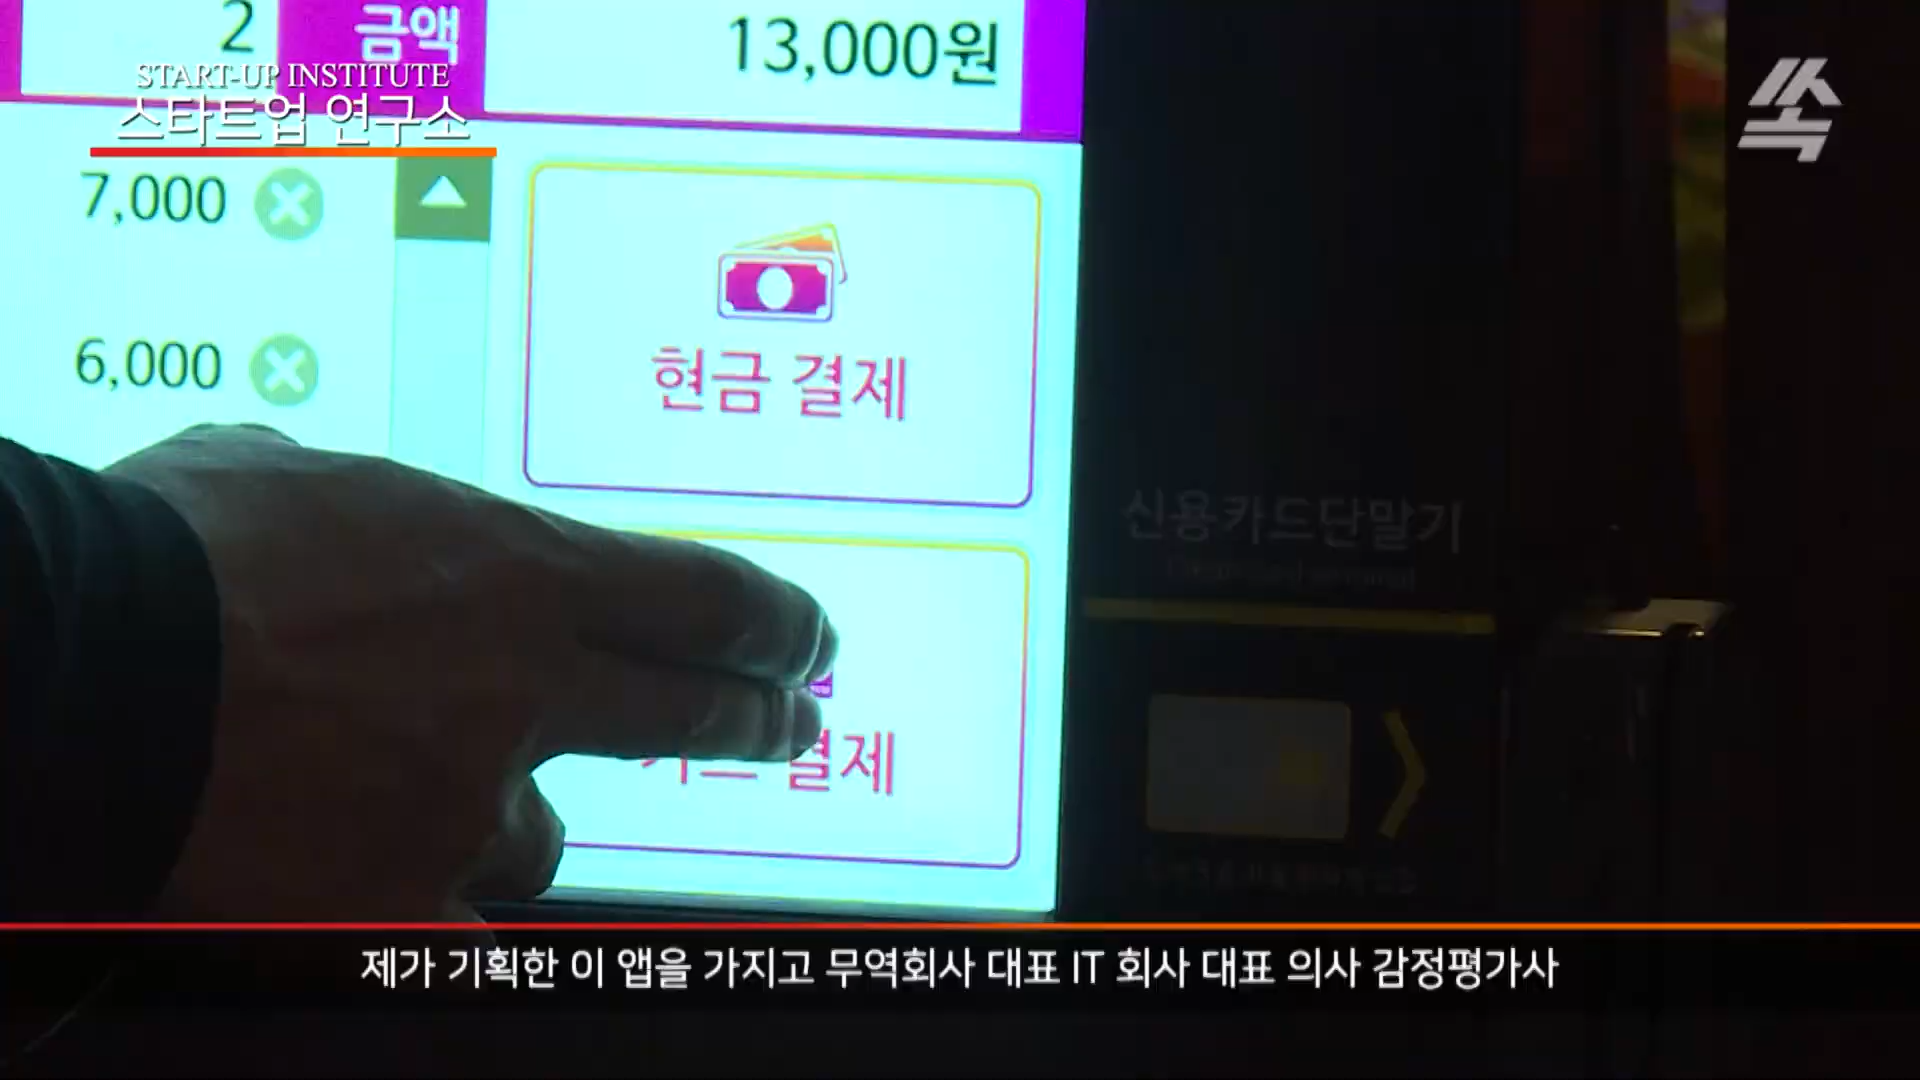 2 금액 13,000원
START-UP INSTITUTE
스타트업 연구소
쏙
7,000
6,000
현금 결제
신용카드단말기
카드 결제
제가 기획한 이 앱을 가지고 무역회사 대표 IT 회사 대표 의사 감정평가사